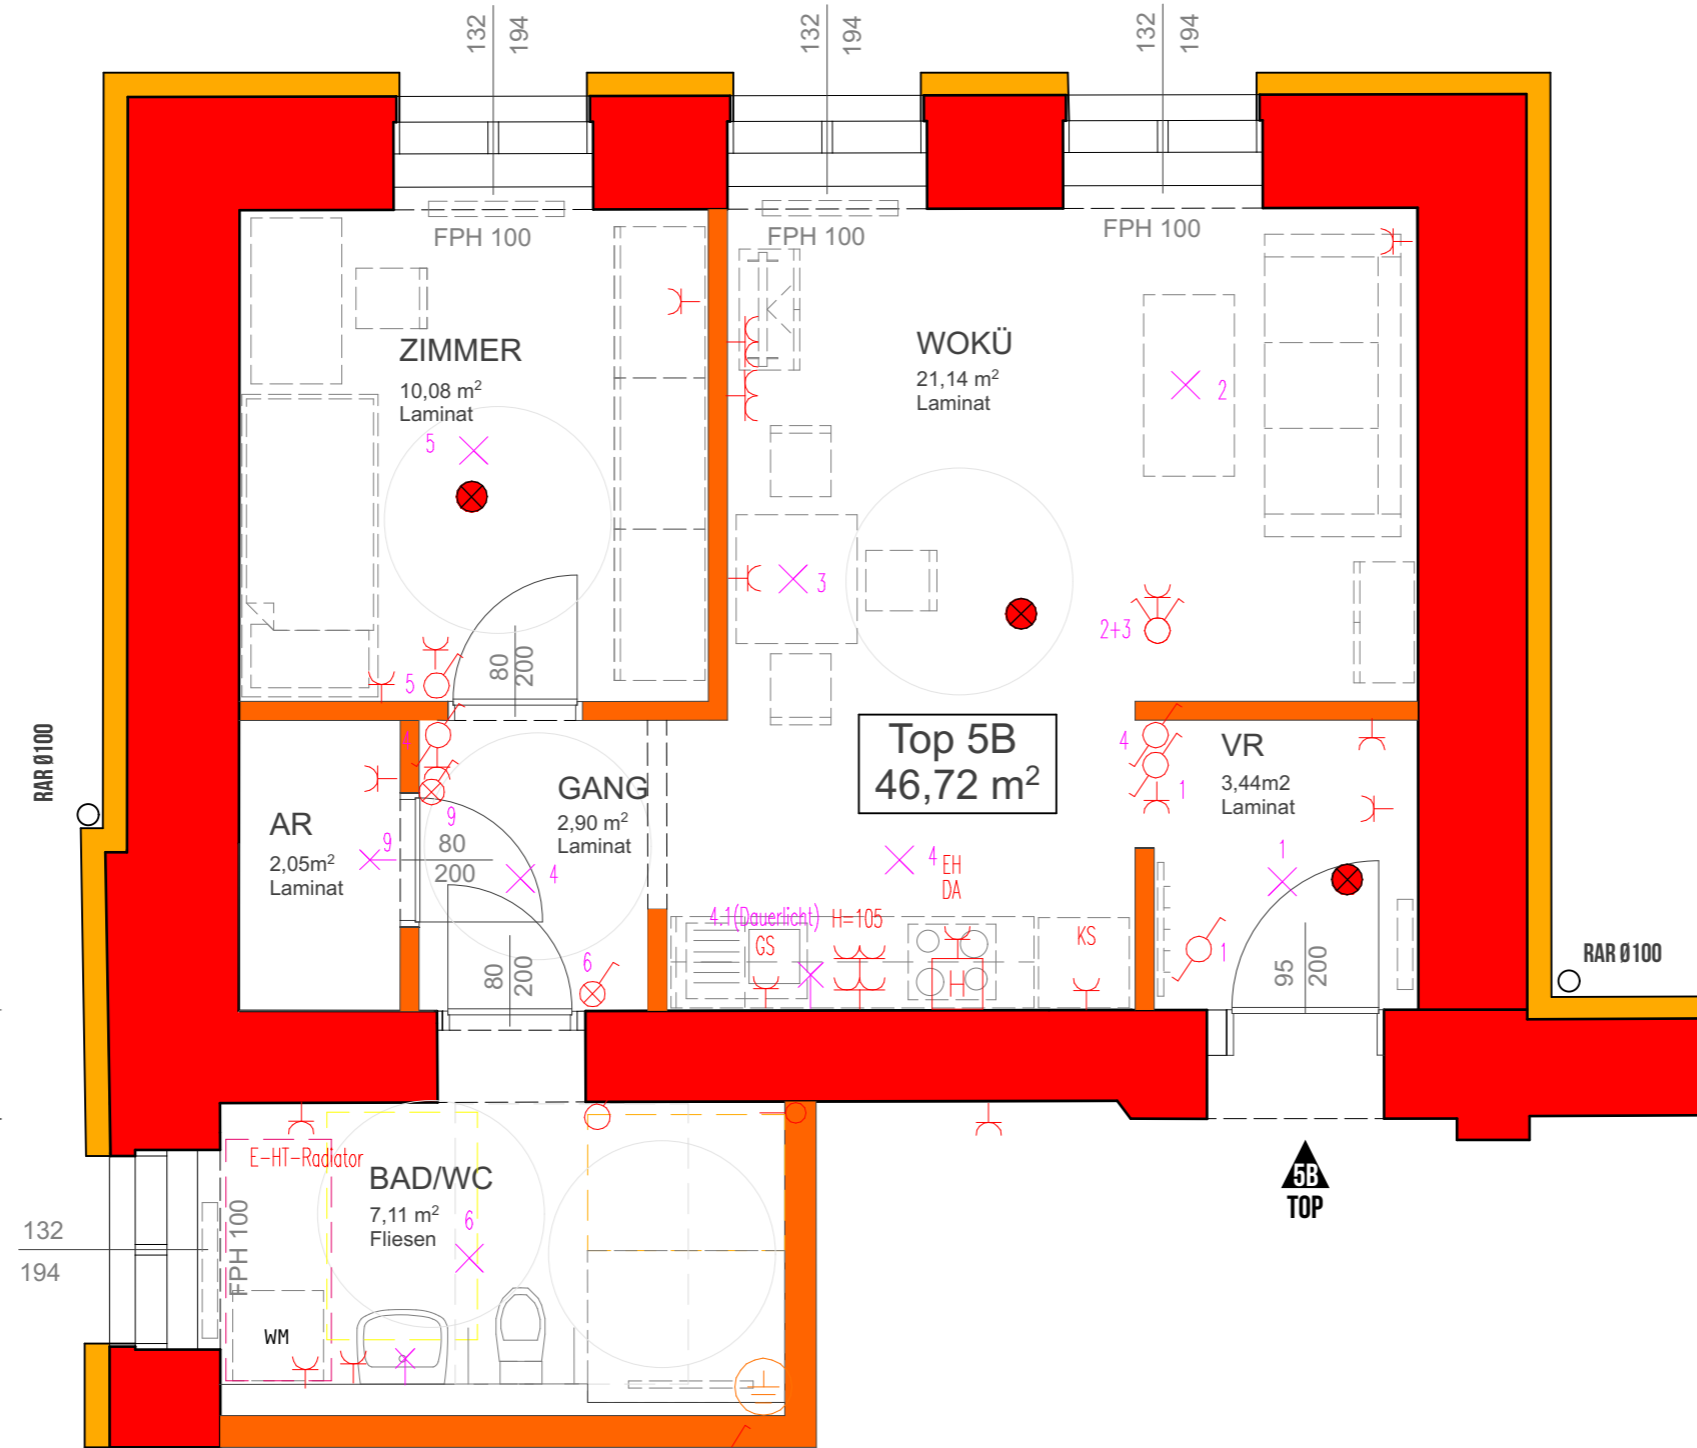 132
194
132
194
132
194
FPH 100
FPH 100
FPH 100
ZIMMER
10,08 m²
Laminat
5
WOKÜ
21,14 m²
Laminat
2
3
2+3
5
80
200
RAR Ø100
4
Top 5B
46,72 m²
4
1
VR
3,44m2
Laminat
GANG
2,90 m²
Laminat
AR
2,05m²
Laminat
9
9
80
200
4
4
EH
DA
1
4.1(Dauerlicht)
H=105
GS
H
KS
1
6
80
200
95
200
RAR Ø100
E-HT-Radiator
BAD/WC
7,11 m²
Fliesen
6
132
194
FPH 100
WM
5B
TOP